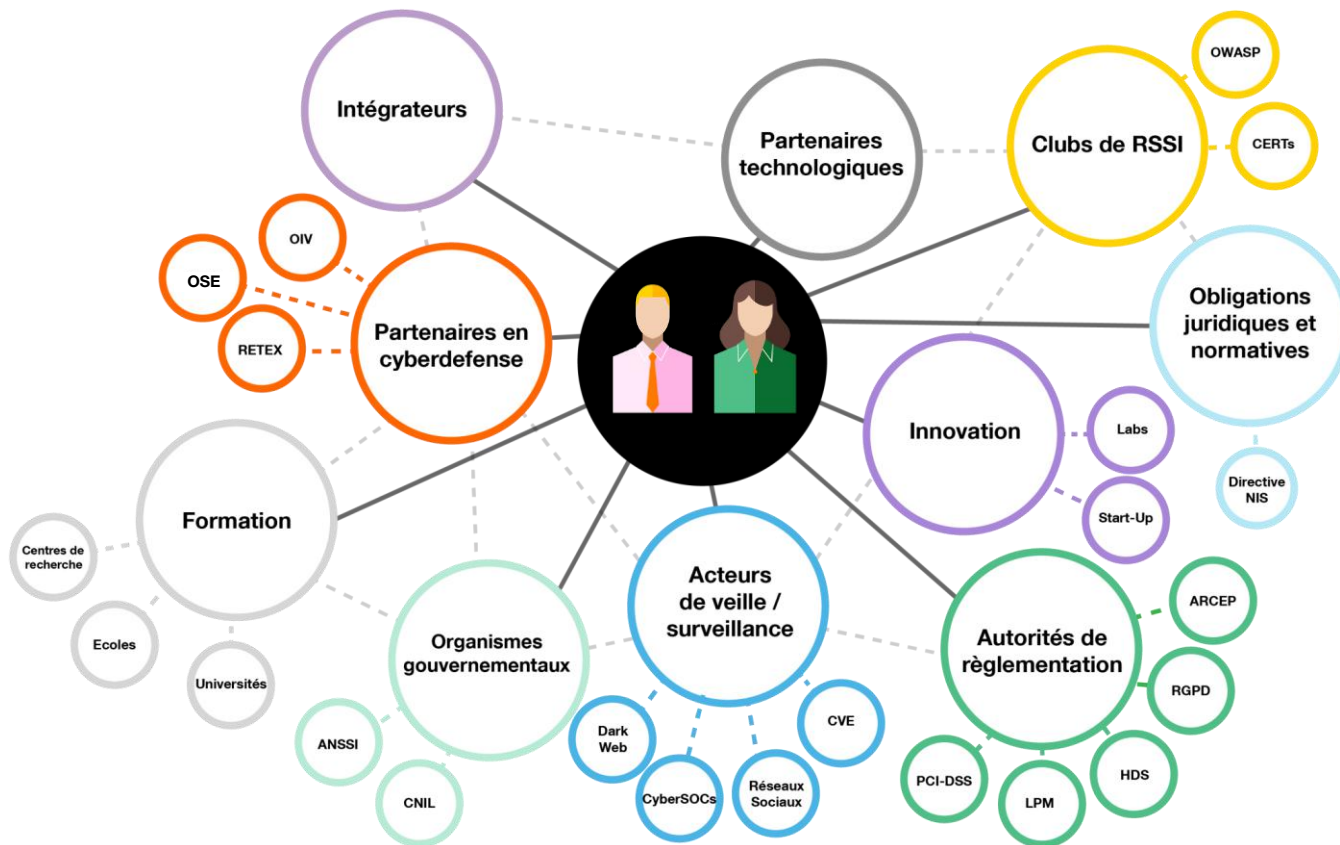 Intégrateurs
Partenaires
technologiques
Clubs de RSSI
OWASP
CERTs
OIV
OSE
RETEX
Partenaires en
cyberdefense
Obligations
juridiques et
normatives
Directive
NIS
Innovation
Labs
Start-Up
Formation
Centres de
recherche
Ecoles
Universités
Organismes
gouvernementaux
ANSSI
CNIL
Acteurs
de veille /
surveillance
Dark
Web
CyberSOCs
Réseaux
Sociaux
CVE
Autorités de
règlementation
ARCEP
RGPD
HDS
LPM
PCI-DSS